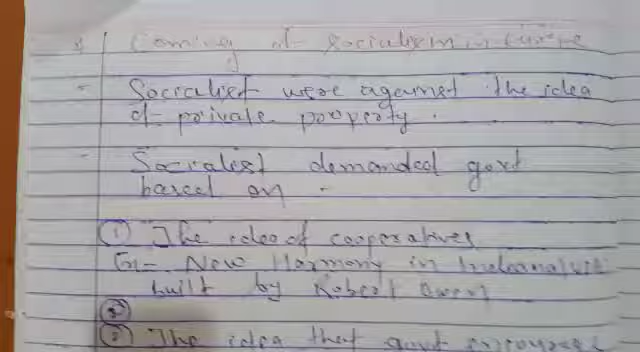 * Coming of Socialism in Europe
- Socialist were against the idea
of private property.
- Socialist demanded govt
based on.
① The idea of cooperatives
Ex- New Harmony in
built by Robert Owen
②
② The idea that govt